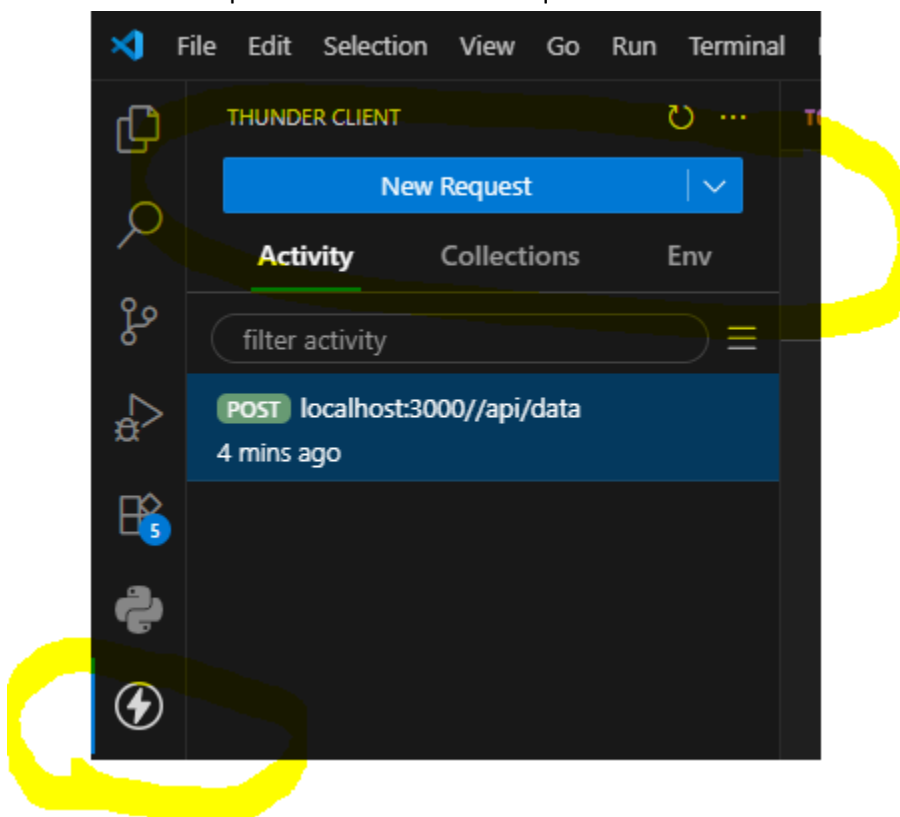 File Edit Selection View Go Run Terminal
THUNDER CLIENT
New Request
Activity Collections Env
filter activity
POST localhost:3000//api/data
4 mins ago
5